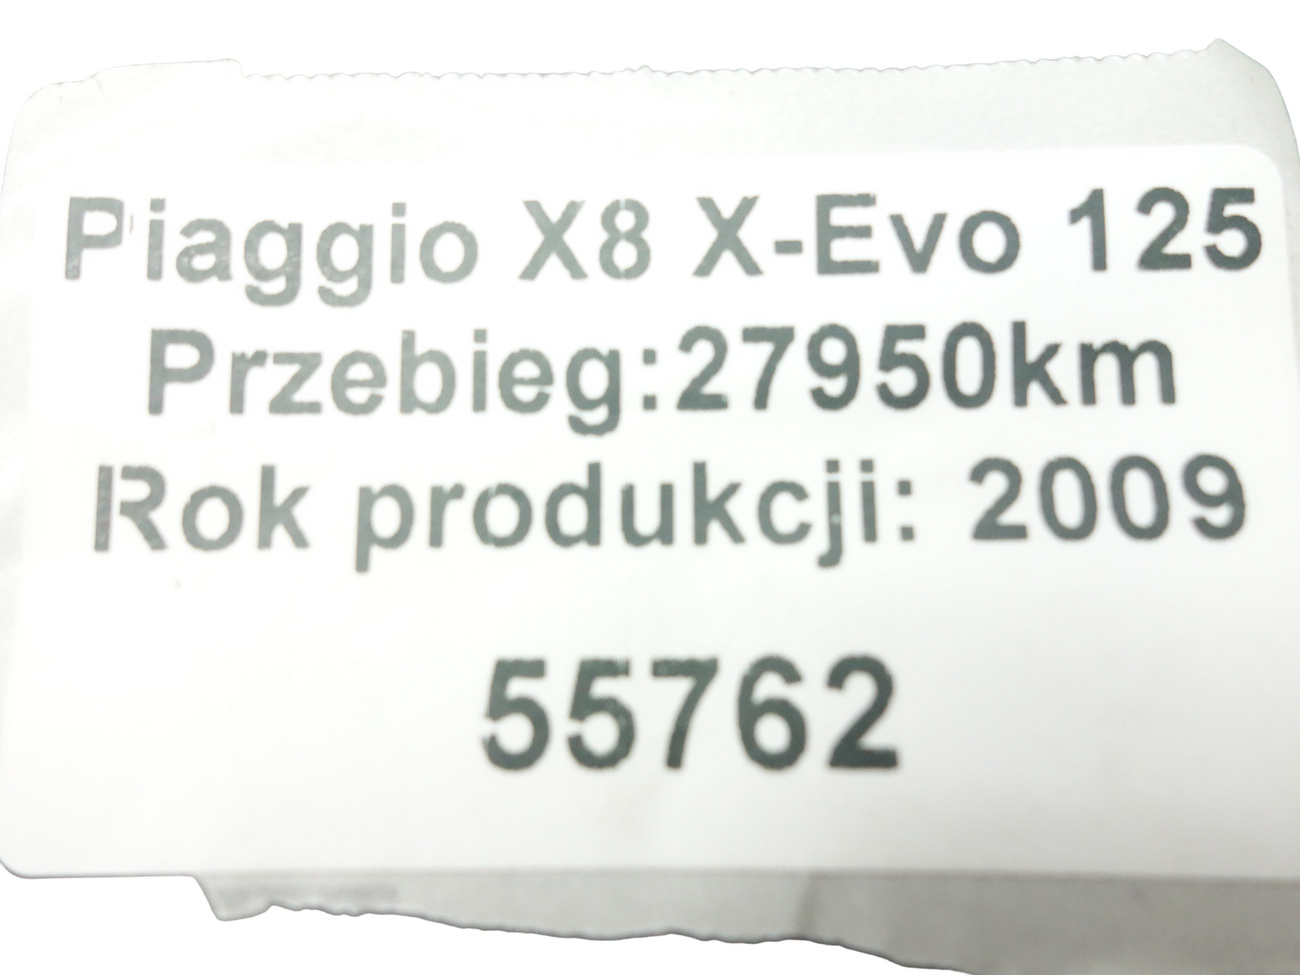 Piaggio X8 X-Evo 125
Przebieg:27950km
Rok produkcji: 2009
55762